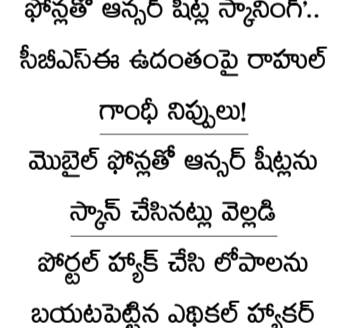 ఫోన్లతో ఆన్సర్ షీట్ల స్కానింగ్..
సీబీఎస్ఈ ఉదంతంపై రాహుల్
గాంధీ నిప్పులు!
మొబైల్ ఫోన్లతో ఆన్సర్ షీట్లను
స్కాన్ చేసినట్లు వెల్లడి
పోర్టల్ హ్యాక్ చేసి లోపాలను
బయటపెట్టిన ఎథికల్ హ్యాకర్